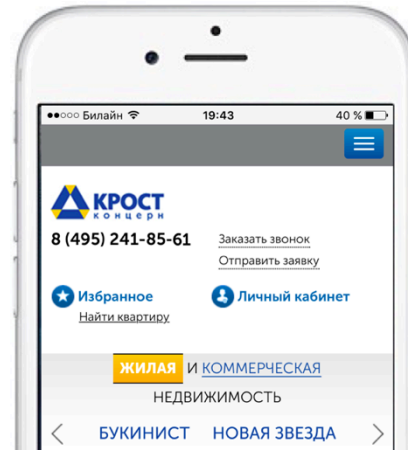 Билайн 19:43 40 %
КРОСТ
концерн
8 (495) 241-85-61 Заказать звонок
Отправить заявку
Избранное Личный кабинет
Найти квартиру
ЖИЛАЯ И КОММЕРЧЕСКАЯ
НЕДВИЖИМОСТЬ
БУКИНИСТ НОВАЯ ЗВЕЗДА